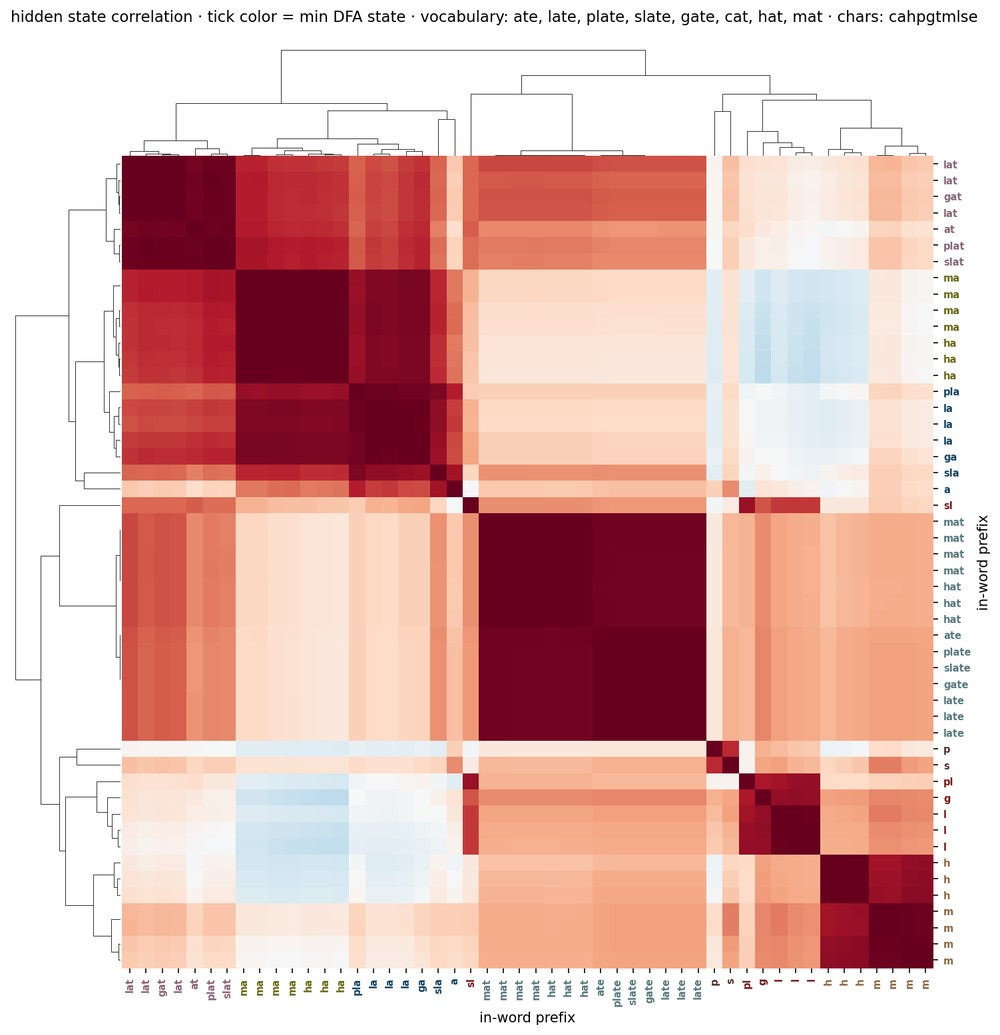 hidden state correlation · tick color = min DFA state · vocabulary: ate, late, plate, slate, gate, cat, hat, mat · chars: cahpgtmlse
lat
lat
gat
lat
at
plat
slat
ma
ma
ma
ma
ha
ha
ha
pla
la
la
la
ga
sla
a
sl
mat
mat
mat
mat
hat
hat
hat
ate
plate
slate
gate
late
late
late
p
s
pl
g
l
l
l
h
h
h
m
m
m
m
in-word prefix
lat lat gat lat at plat slat ma ma ma ma ha ha ha pla la la la ga sla a sl mat mat mat mat hat hat hat ate plate slate gate late late late p s pl g l l l h h h m m m m
in-word prefix